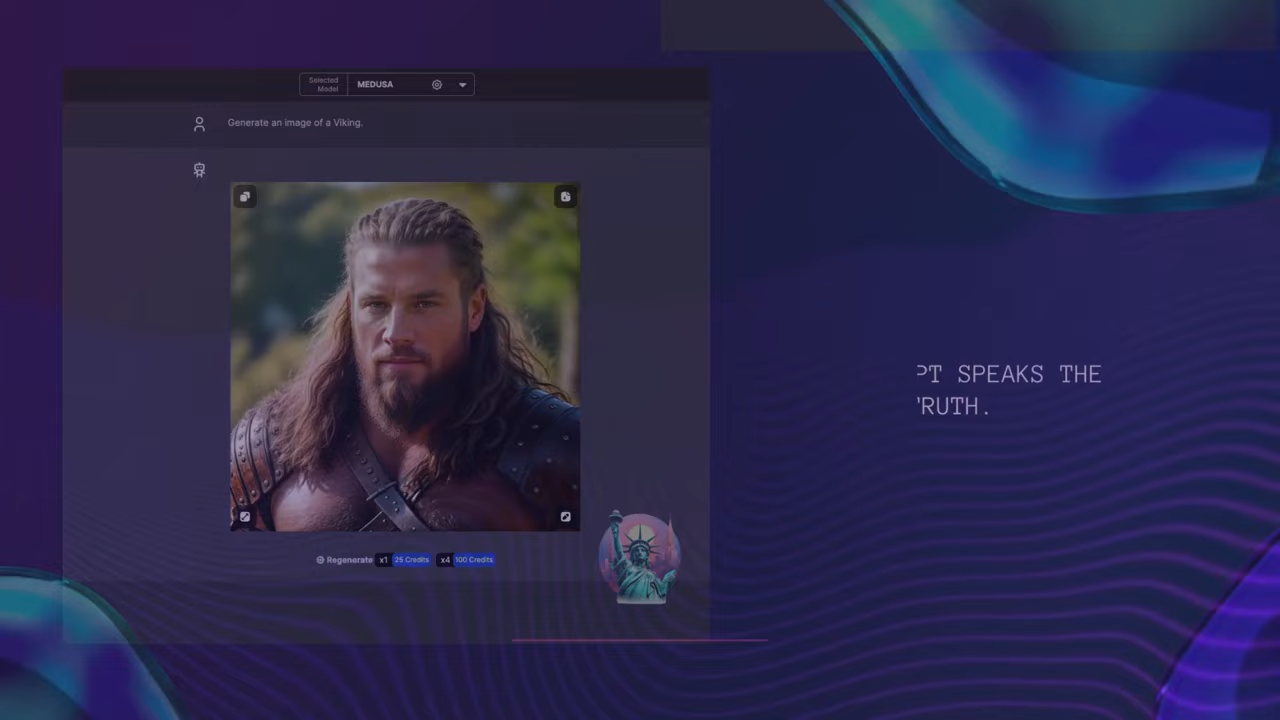 Selected
Model
MEDUSA
Generate an image of a Viking.
PT SPEAKS THE
RUTH.
Regenerate x1 25 Credits x4 100 Credits